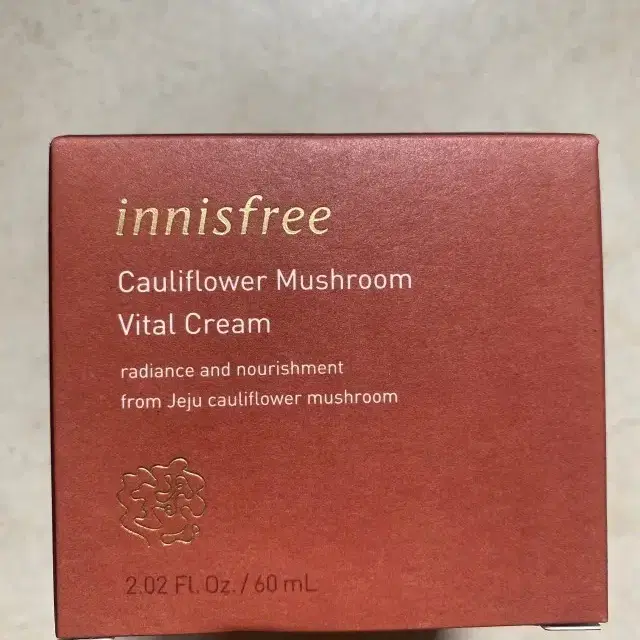 innisfree
Cauliflower Mushroom
Vital Cream
radiance and nourishment
from Jeju cauliflower mushroom
2.02 Fl. Oz. / 60 mL